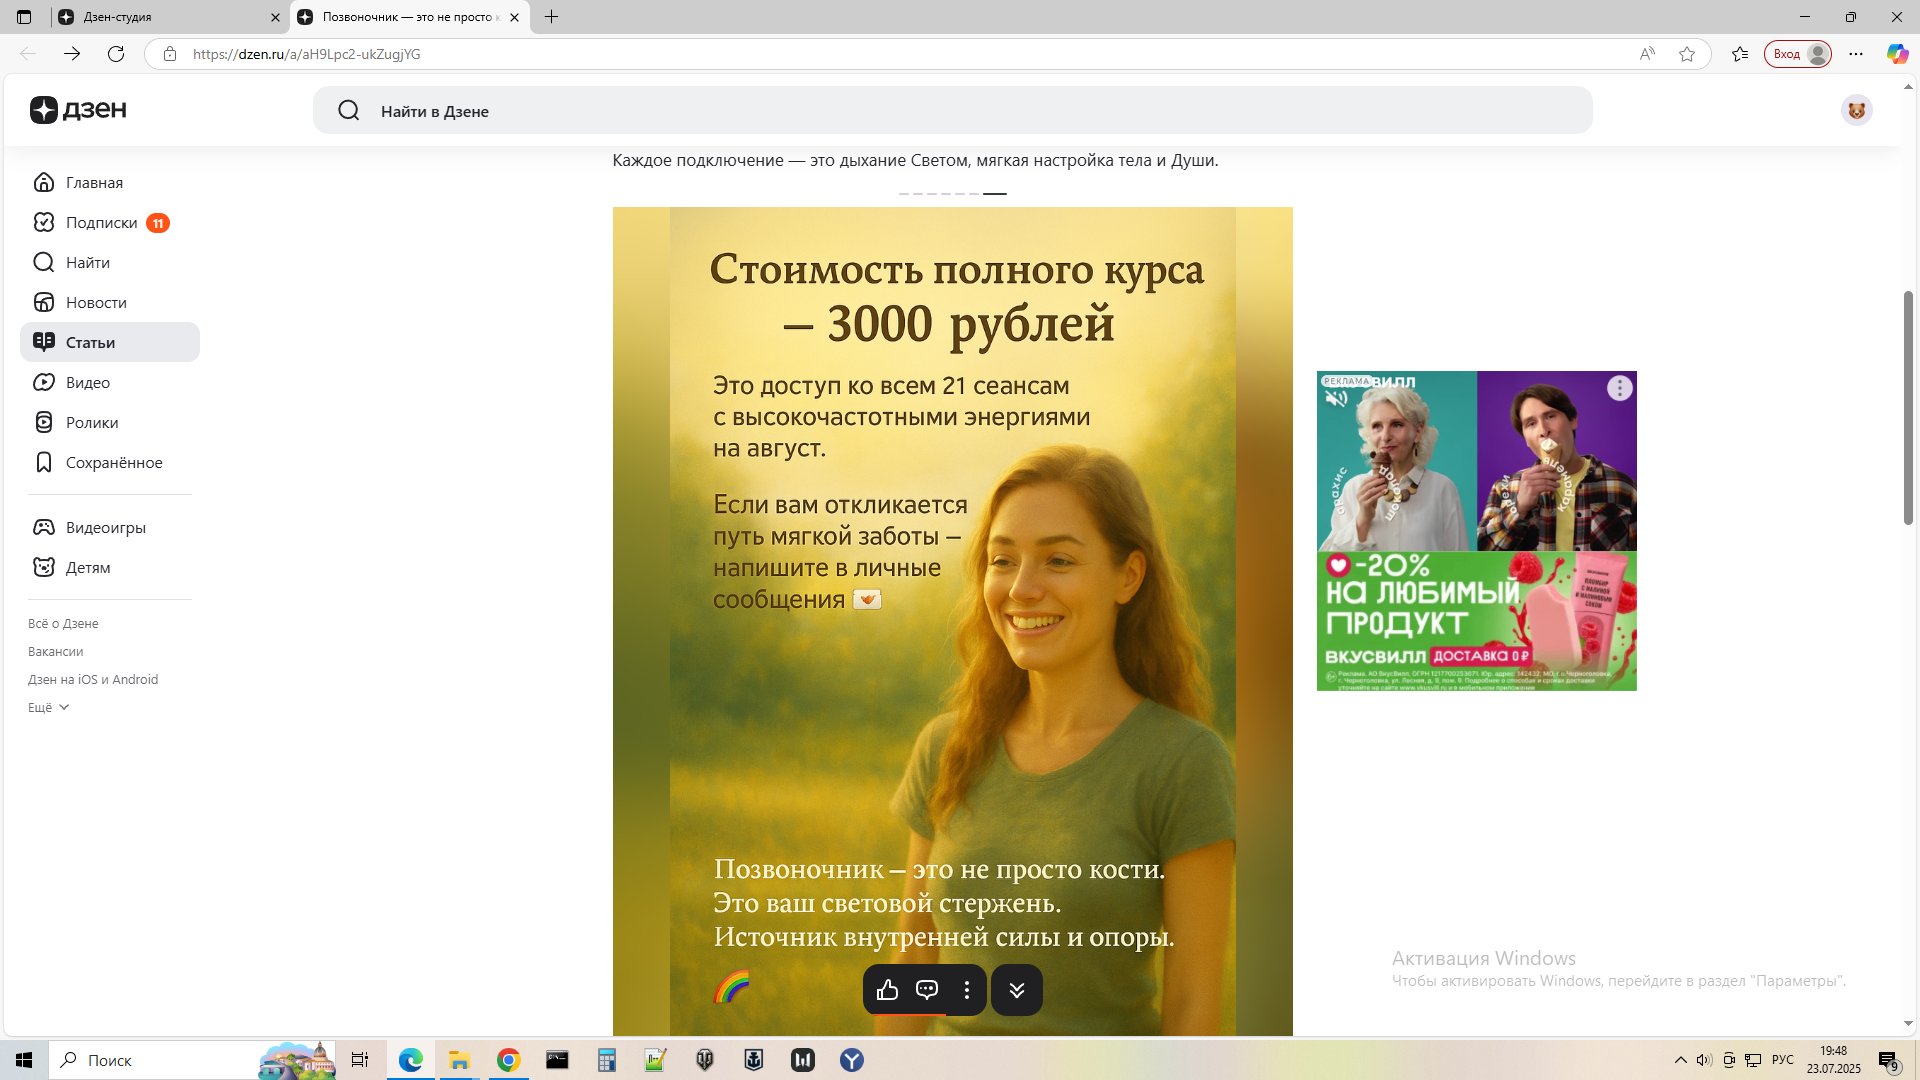 Дзен-студия
Позвоночник — это не просто к
https://dzen.ru/a/aH9Lpc2-ukZugjYG
Вход
дзен
Найти в Дзене
Главная
Подписки 11
Найти
Новости
Статьи
Видео
Ролики
Сохранённое
Видеоигры
Детям
Всё о Дзене
Вакансии
Дзен на iOS и Android
Ещё
Каждое подключение — это дыхание Светом, мягкая настройка тела и Души.
Стоимость полного курса
– 3000 рублей
Это доступ ко всем 21 сеансам
с высокочастотными энергиями
на август.
Если вам откликается
путь мягкой заботы –
напишите в личные
сообщения
Позвоночник – это не просто кости.
Это ваш световой стержень.
Источник внутренней силы и опоры.
РЕКЛАМА
шоколад
карамель
-20%
НА ЛЮБИМЫЙ
ПРОДУКТ
ВКУСВИЛЛ ДОСТАВКА 0 ₽
Активация Windows
Чтобы активировать Windows, перейдите в раздел "Параметры".
Поиск
РУС
19:48
23.07.2025
9